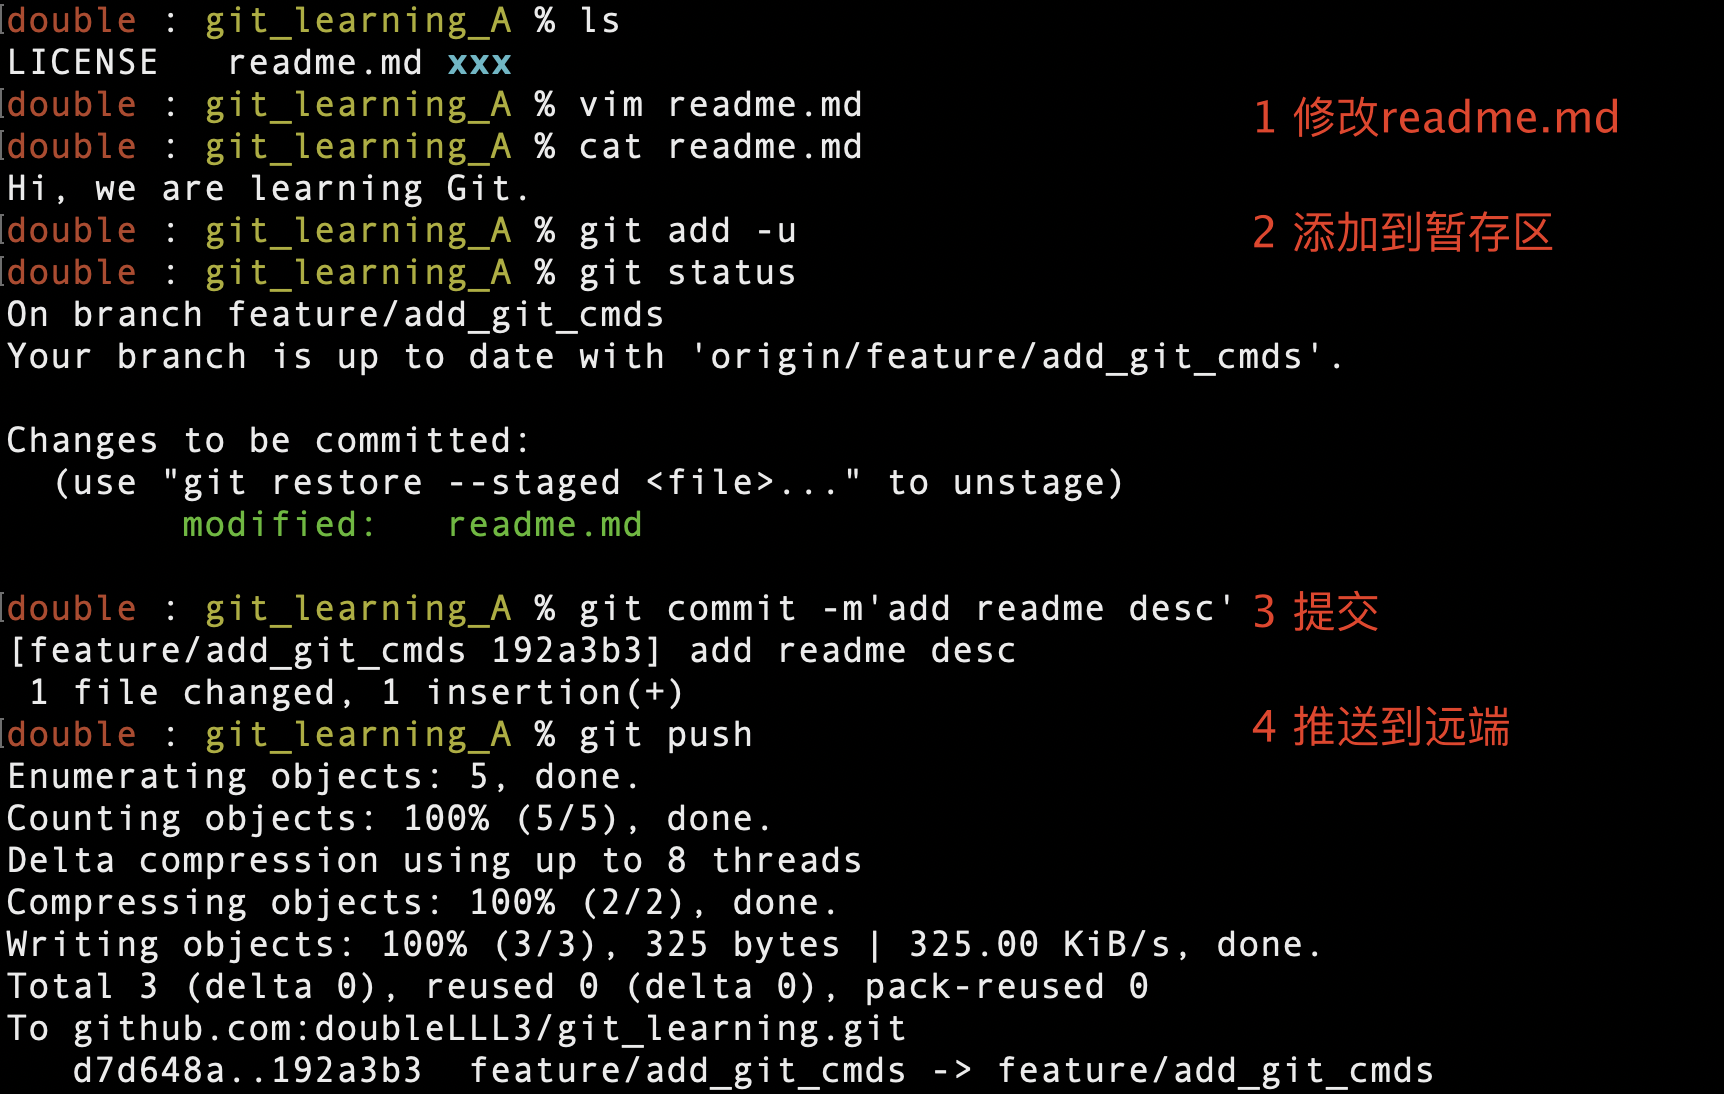 double : git_learning_A % ls
LICENSE readme.md xxx
double : git_learning_A % vim readme.md 1 修改readme.md
double : git_learning_A % cat readme.md
Hi, we are learning Git.
double : git_learning_A % git add -u 2 添加到暂存区
double : git_learning_A % git status
On branch feature/add_git_cmds
Your branch is up to date with 'origin/feature/add_git_cmds'.
Changes to be committed:
(use "git restore --staged <file>..." to unstage)
modified: readme.md
double : git_learning_A % git commit -m'add readme desc' 3 提交
[feature/add_git_cmds 192a3b3] add readme desc
1 file changed, 1 insertion(+)
double : git_learning_A % git push 4 推送到远端
Enumerating objects: 5, done.
Counting objects: 100% (5/5), done.
Delta compression using up to 8 threads
Compressing objects: 100% (2/2), done.
Writing objects: 100% (3/3), 325 bytes | 325.00 KiB/s, done.
Total 3 (delta 0), reused 0 (delta 0), pack-reused 0
To github.com:doubleLLL3/git_learning.git
d7d648a..192a3b3 feature/add_git_cmds -> feature/add_git_cmds